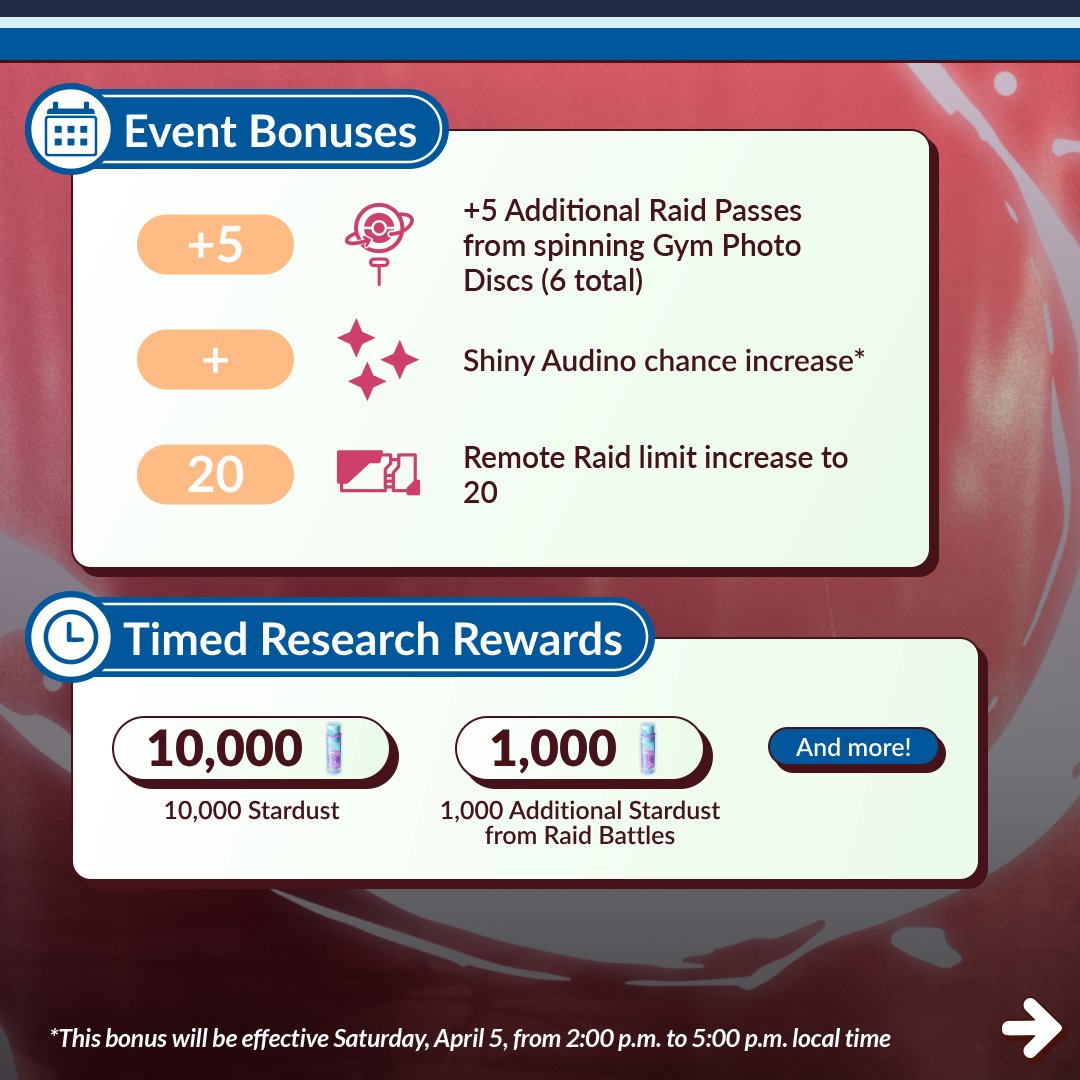 Event Bonuses
+5
+5 Additional Raid Passes
from spinning Gym Photo
Discs (6 total)
+
Shiny Audino chance increase*
20
Remote Raid limit increase to
20
Timed Research Rewards
10,000
10,000 Stardust
1,000
1,000 Additional Stardust
from Raid Battles
And more!
*This bonus will be effective Saturday, April 5, from 2:00 p.m. to 5:00 p.m. local time